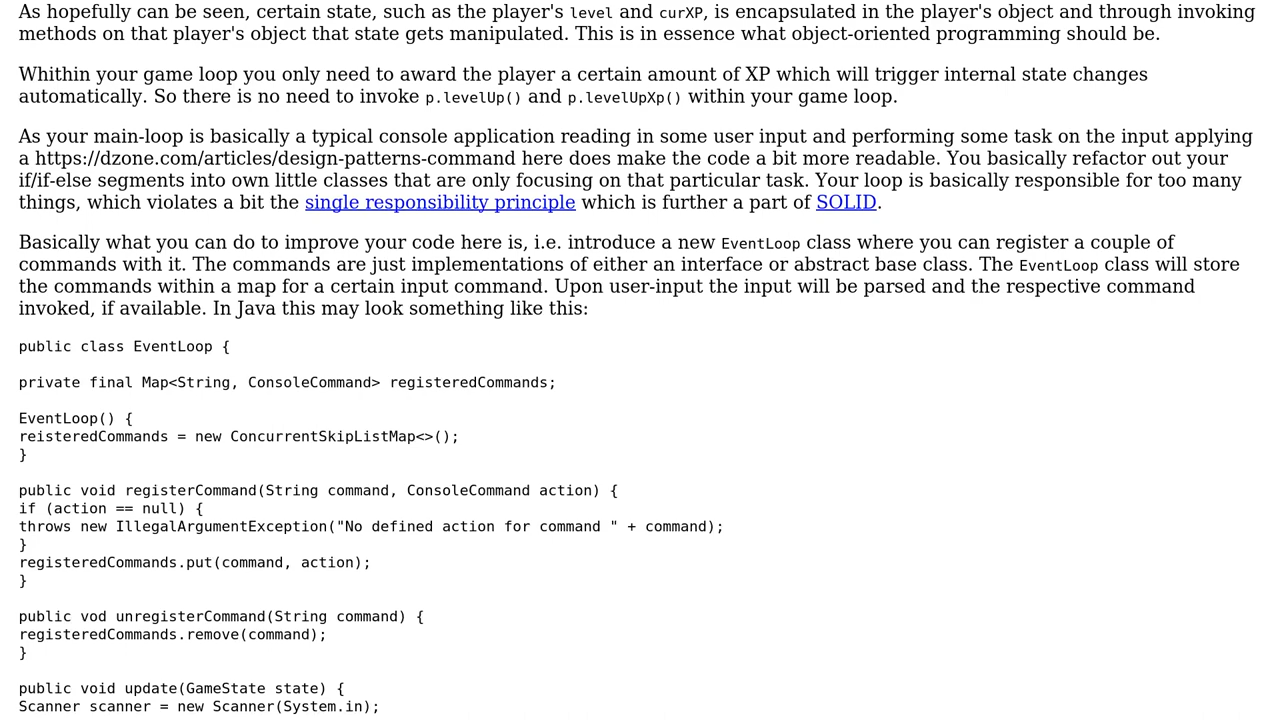 As hopefully can be seen, certain state, such as the player's level and curXP, is encapsulated in the player's object and through invoking
methods on that player's object that state gets manipulated. This is in essence what object-oriented programming should be.
Whithin your game loop you only need to award the player a certain amount of XP which will trigger internal state changes
automatically. So there is no need to invoke p.levelUp() and p.levelUpXp() within your game loop.
As your main-loop is basically a typical console application reading in some user input and performing some task on the input applying
a https://dzone.com/articles/design-patterns-command here does make the code a bit more readable. You basically refactor out your
if/if-else segments into own little classes that are only focusing on that particular task. Your loop is basically responsible for too many
things, which violates a bit the single responsibility principle which is further a part of SOLID.
Basically what you can do to improve your code here is, i.e. introduce a new EventLoop class where you can register a couple of
commands with it. The commands are just implementations of either an interface or abstract base class. The EventLoop class will store
the commands within a map for a certain input command. Upon user-input the input will be parsed and the respective command
invoked, if available. In Java this may look something like this:
public class EventLoop {
private final Map<String, ConsoleCommand> registeredCommands;
EventLoop() {
reisteredCommands = new ConcurrentSkipListMap<>();
}
public void registerCommand(String command, ConsoleCommand action) {
if (action == null) {
throws new IllegalArgumentException("No defined action for command " + command);
}
registeredCommands.put(command, action);
}
public vod unregisterCommand(String command) {
registeredCommands.remove(command);
}
public void update(GameState state) {
Scanner scanner = new Scanner(System.in);